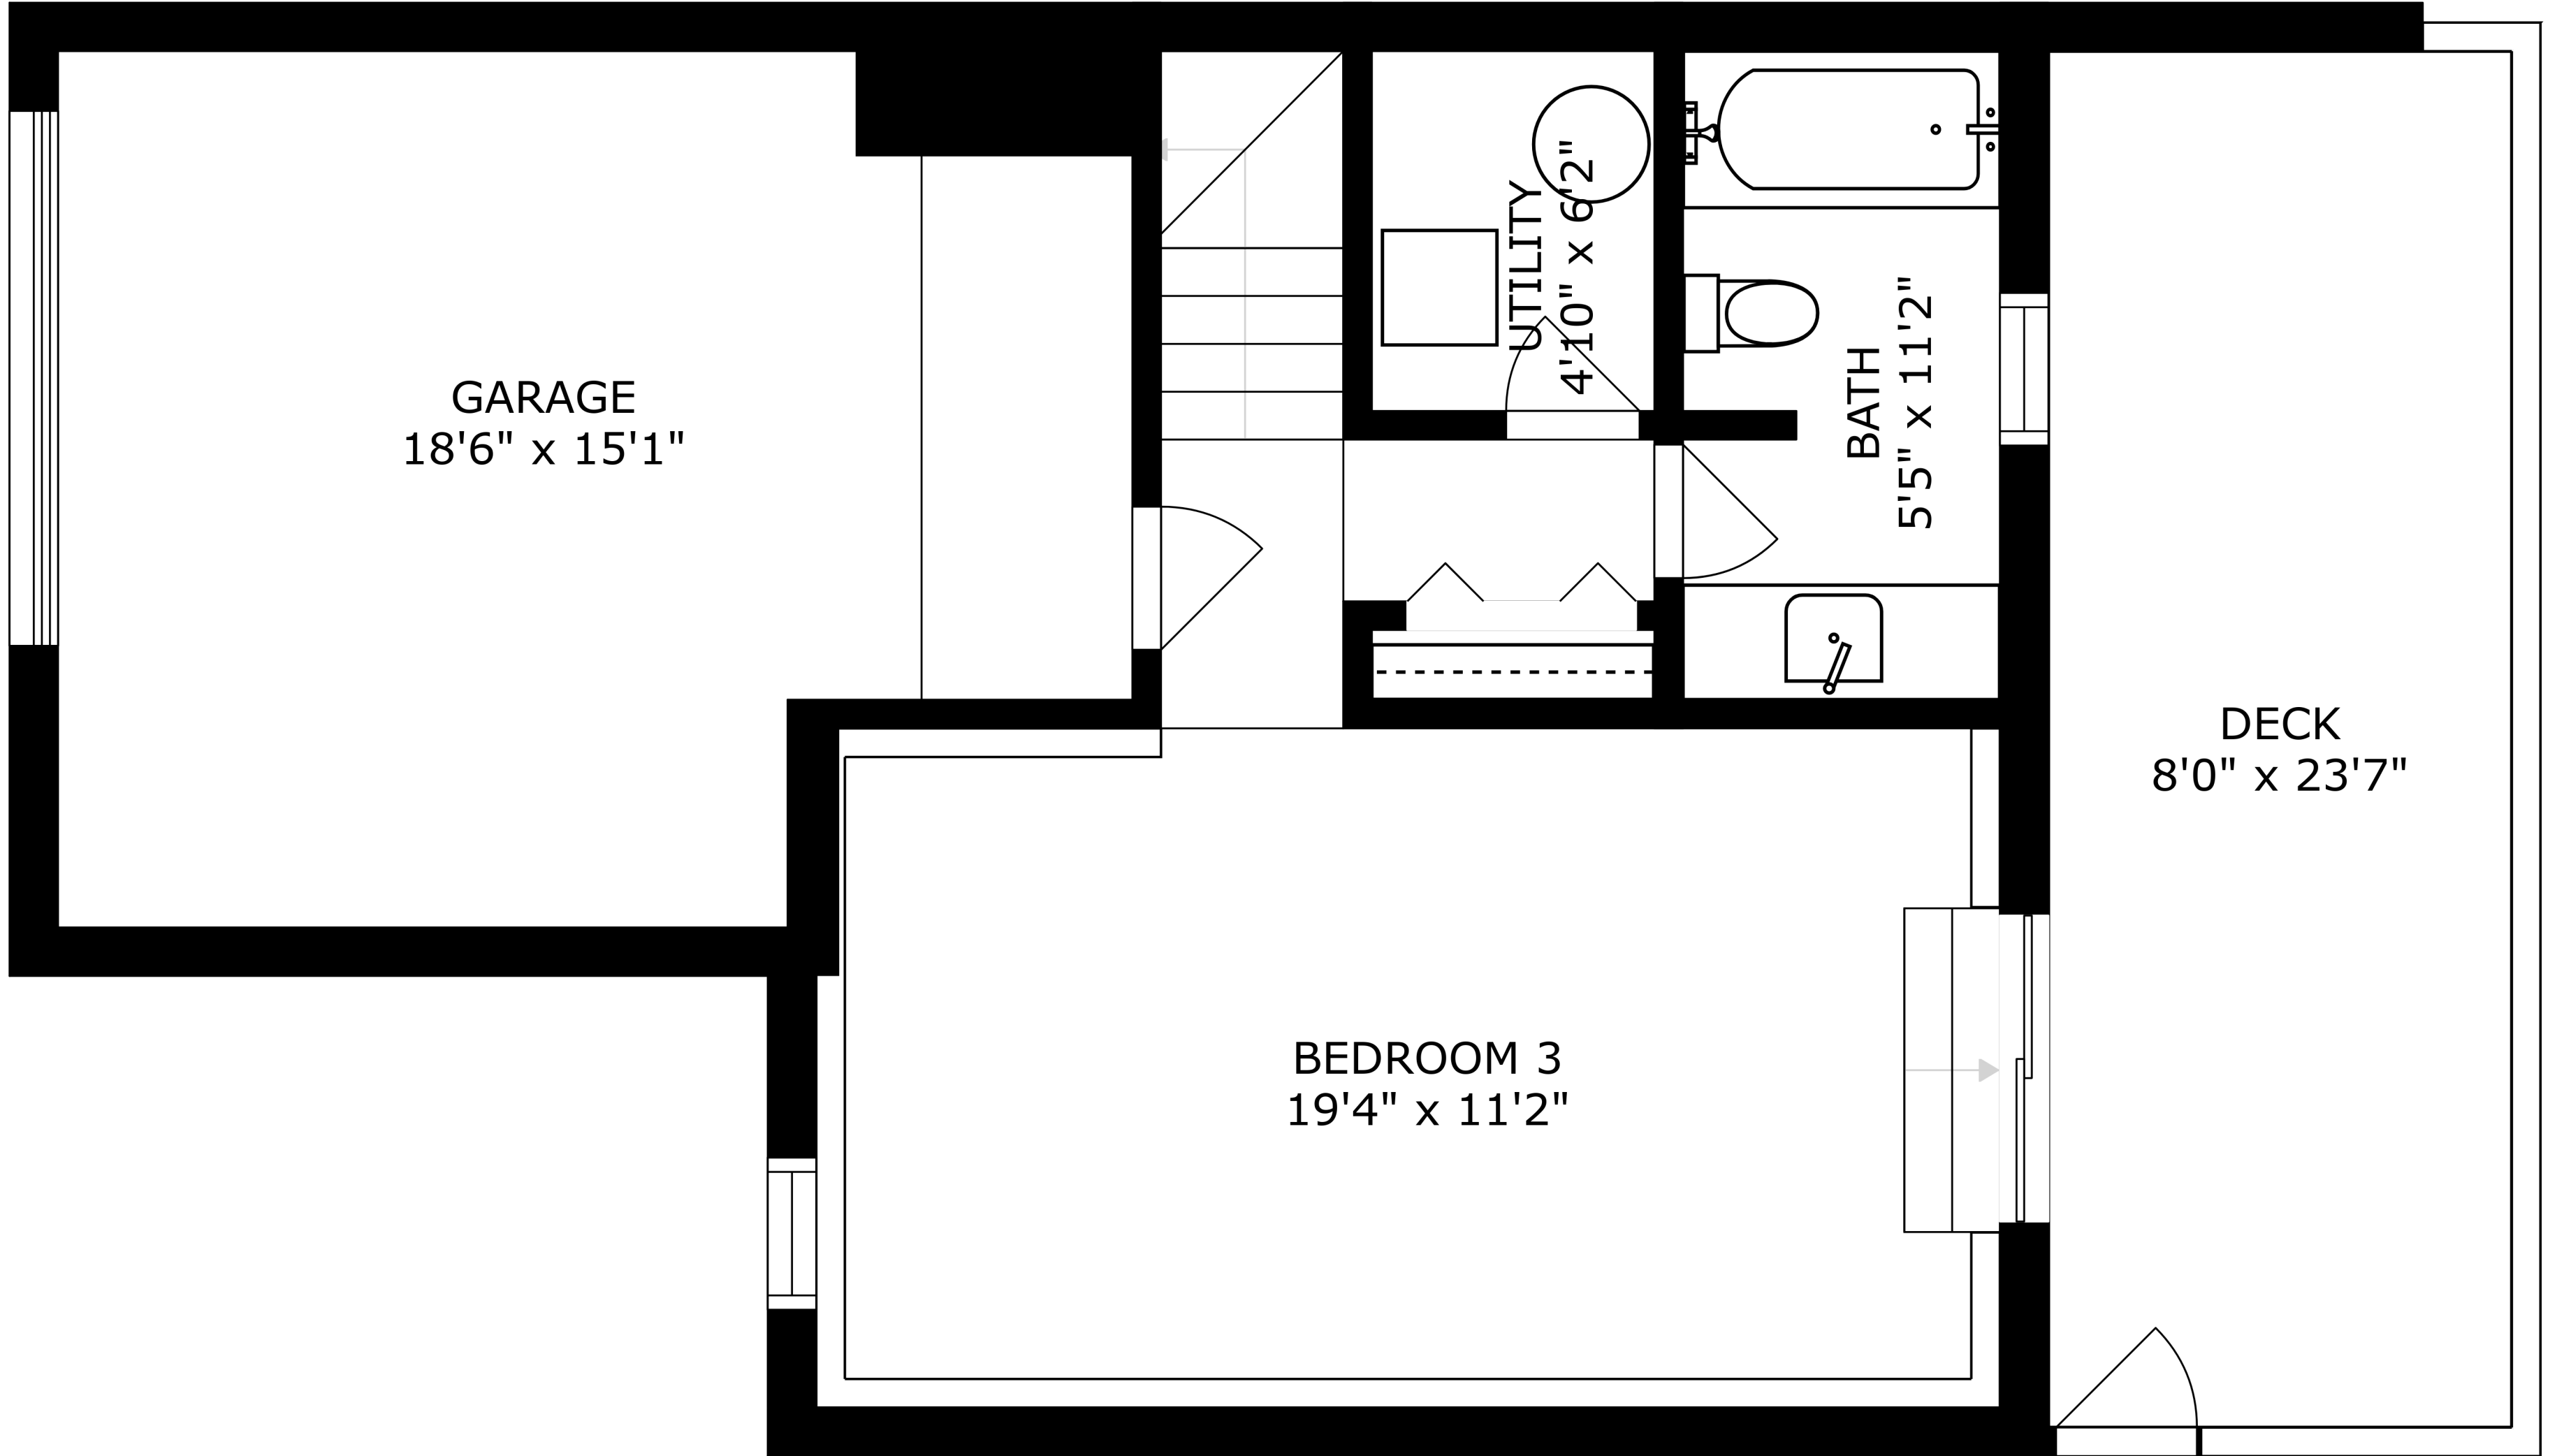 GARAGE
18'6" x 15'1"
UTILITY
4'10" x 6'2"
BATH
5'5" x 11'2"
DECK
8'0" x 23'7"
BEDROOM 3
19'4" x 11'2"